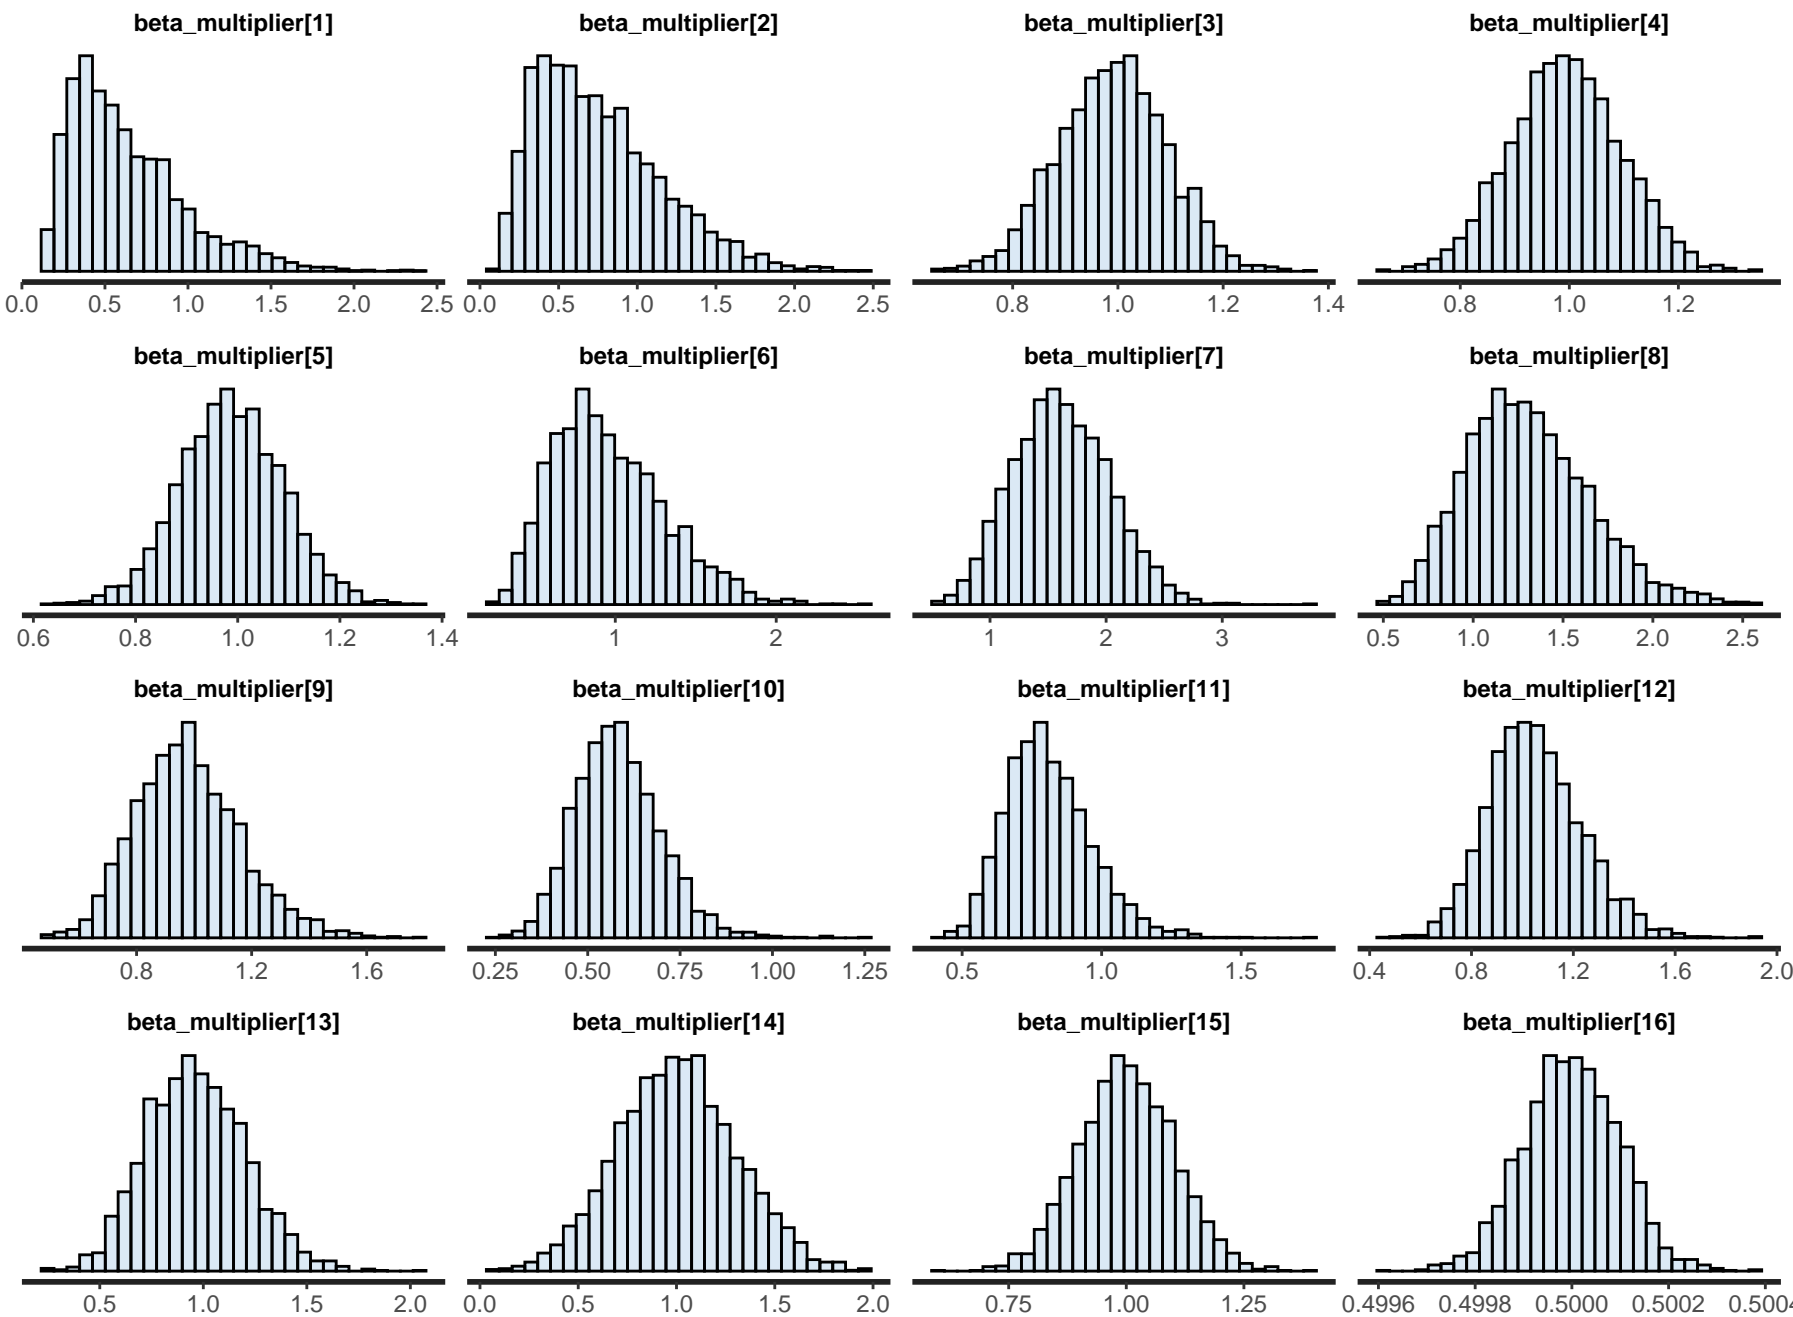 beta_multiplier[1] beta_multiplier[2] beta_multiplier[3] beta_multiplier[4]
0.0 0.5 1.0 1.5 2.0 2.5 0.0 0.5 1.0 1.5 2.0 2.5 0.8 1.0 1.2 1.4 0.8 1.0 1.2
beta_multiplier[5] beta_multiplier[6] beta_multiplier[7] beta_multiplier[8]
0.6 0.8 1.0 1.2 1.4 1 2 1 2 3 0.5 1.0 1.5 2.0 2.5
beta_multiplier[9] beta_multiplier[10] beta_multiplier[11] beta_multiplier[12]
0.8 1.2 1.6 0.25 0.50 0.75 1.00 1.25 0.5 1.0 1.5 0.4 0.8 1.2 1.6 2.0
beta_multiplier[13] beta_multiplier[14] beta_multiplier[15] beta_multiplier[16]
0.5 1.0 1.5 2.0 0.0 0.5 1.0 1.5 2.0 0.75 1.00 1.25 0.4996 0.4998 0.5000 0.5002 0.5004